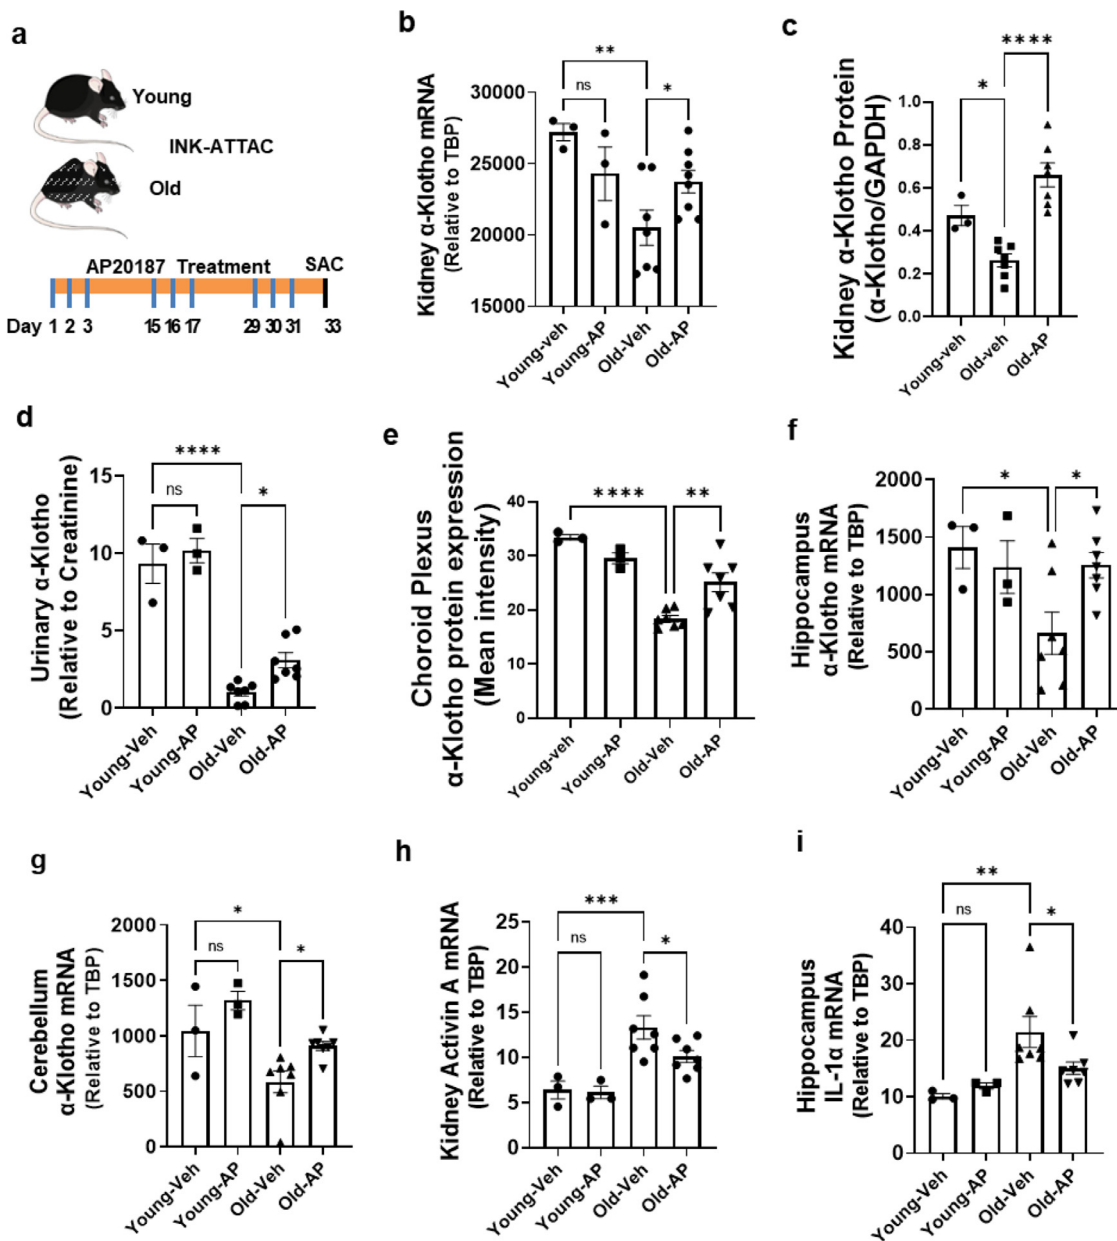 a
Young
INK-ATTAC
Old
AP20187 Treatment SAC
Day 1 2 3 15 16 17 29 30 31 33
b
Kidney α-Klotho mRNA
(Relative to TBP)
30000
25000
20000
15000
**
ns
*
Young-veh
Young-AP
Old-Veh
Old-AP
c
Kidney α-Klotho Protein
(α-Klotho/GAPDH)
1.0
0.8
0.6
0.4
0.2
0.0
****
*
Young-veh
Old-veh
Old-AP
d
Urinary α-Klotho
(Relative to Creatinine)
15
10
5
0
****
ns
*
Young-Veh
Young-AP
Old-Veh
Old-AP
e
Choroid Plexus
α-Klotho protein expression
(Mean intensity)
40
30
20
10
0
****
**
Young-veh
Young-AP
Old-Veh
Old-AP
f
Hippocampus
α-Klotho mRNA
(Relative to TBP)
2000
1500
1000
500
0
*
*
Young-Veh
Young-AP
Old-Veh
Old-AP
g
Cerebellum
α-Klotho mRNA
(Relative to TBP)
2000
1500
1000
500
0
*
ns
*
Young-Veh
Young-AP
Old-Veh
Old-AP
h
Kidney Activin A mRNA
(Relative to TBP)
25
20
15
10
5
0
***
ns
*
Young-Veh
Young-AP
Old-Veh
Old-AP
i
Hippocampus
IL-1α mRNA
(Relative to TBP)
40
30
20
10
0
**
ns
*
Young-Veh
Young-AP
Old-Veh
Old-AP